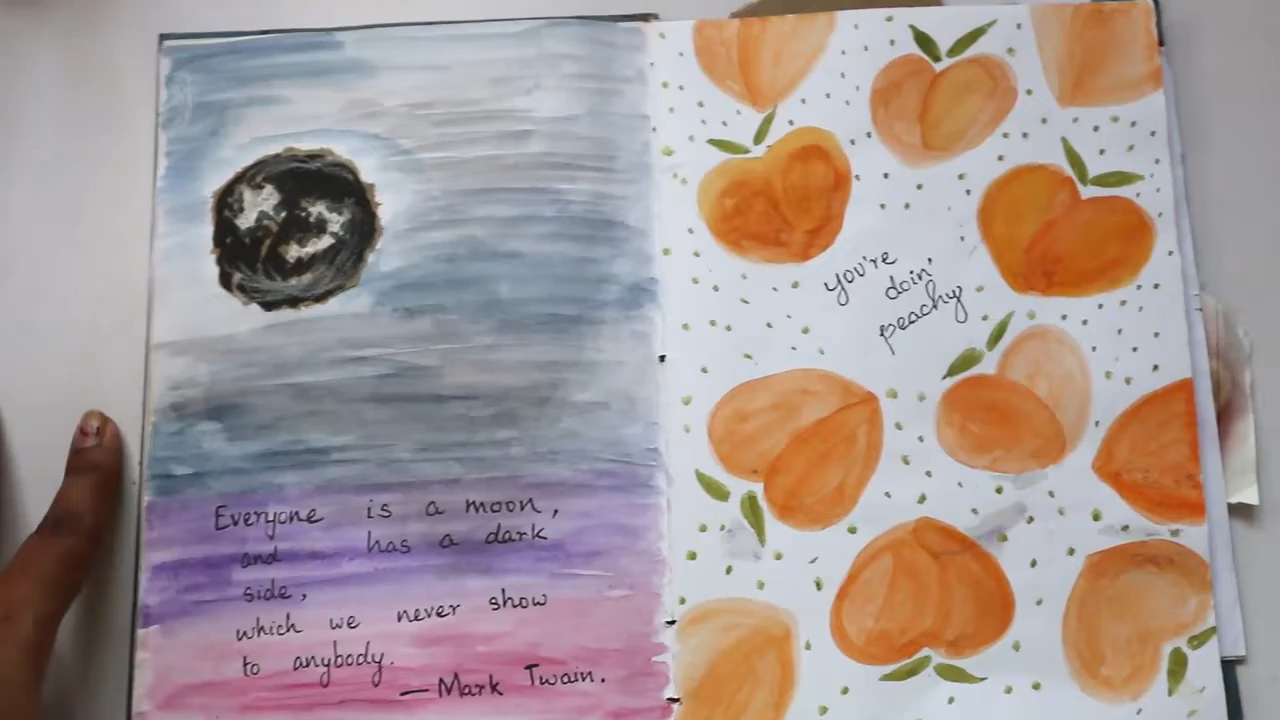 Everyone is a moon,
and has a dark
side,
which we never show
to anybody.
—Mark Twain.
you're
doin'
peachy